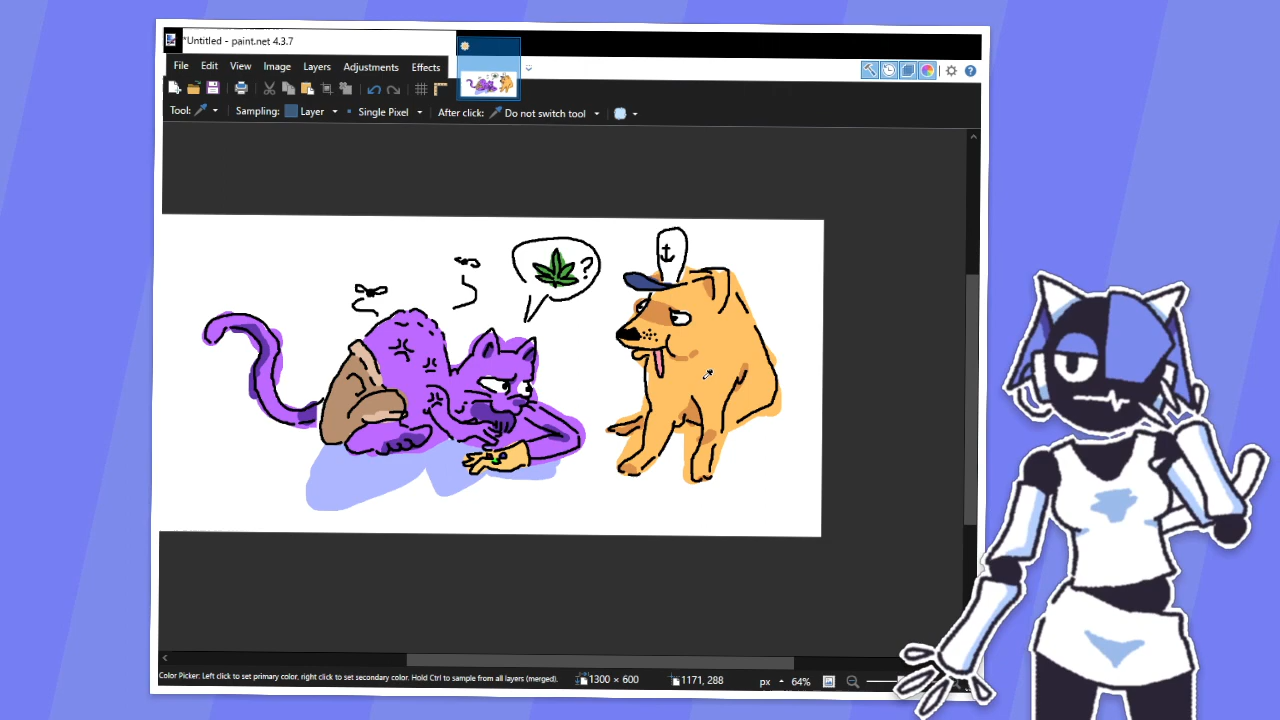 *Untitled - paint.net 4.3.7
File Edit View Image Layers Adjustments Effects
Tool: Sampling: Layer Single Pixel After click: Do not switch tool
?
Color Picker: Left click to set primary color, right click to set secondary color. Hold Ctrl to sample from all layers (merged). 1300 × 600 1171, 288 px 64%